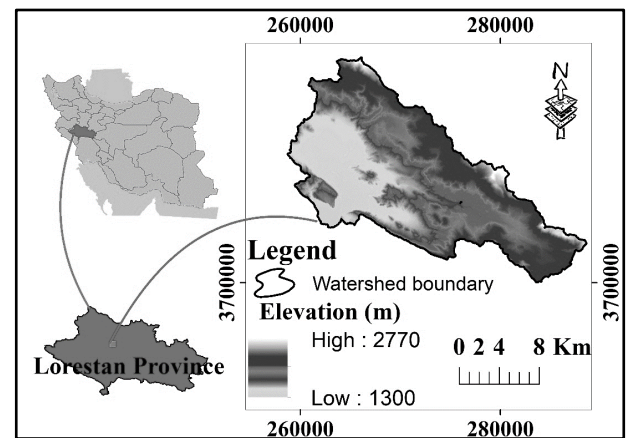 260000 280000
N
3700000
3700000
Legend
Watershed boundary
Elevation (m)
High : 2770
Low : 1300
0 2 4 8 Km
Lorestan Province
260000 280000